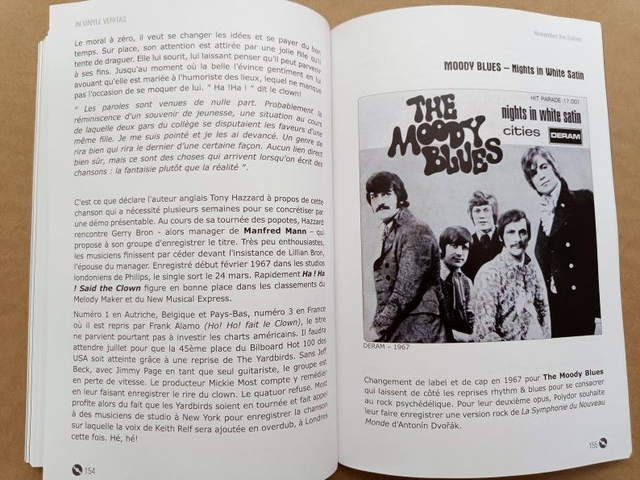 IN VINYLE VERITAS
Le moral à zéro, il veut se changer les idées et se payer du bon
temps. Sur place, son attention est attirée par une jolie fille qu'il
tente de draguer. Elle lui sourit, lui laissant penser qu'il peut parvenir
à ses fins. Jusqu'au moment où la belle l'évince gentiment en lui
avouant qu'elle est mariée à l'humoriste des lieux, lequel ne manque
pas l'occasion de se moquer de lui. " Ha !Ha ! " dit le clown!
" Les paroles sont venues de nulle part. Probablement la
réminiscence d'un souvenir de jeunesse, une situation au cours
de laquelle deux gars du collège se disputaient les faveurs d'une
même fille. Je me suis pointé et je les ai devancé. Un genre de
rira bien qui rira le dernier d'une certaine façon. Aucun lien direct
bien sûr, mais ce sont des choses qui arrivent lorsqu'on écrit des
chansons : la fantaisie plutôt que la réalité ".
C'est ce que déclare l'auteur anglais Tony Hazzard à propos de cette
chanson qui a nécessité plusieurs semaines pour se concrétiser par
une démo présentable. Au cours de sa tournée des popotes, Hazzard
rencontre Gerry Bron - alors manager de Manfred Mann – qui
propose à son groupe d'enregistrer le titre. Très peu enthousiastes,
les musiciens finissent par céder devant l'insistance de Lillian Bron,
l'épouse du manager. Enregistré début février 1967 dans les studios
londoniens de Philips, le single sort le 24 mars. Rapidement Ha ! Ha
! Said the Clown figure en bonne place dans les classements du
Melody Maker et du New Musical Express.
Numéro 1 en Autriche, Belgique et Pays-Bas, numéro 3 en France
où il est repris par Frank Alamo (Ho! Ho! fait le Clown), le titre
ne parvient pourtant pas à investir les charts américains. Il faudra
attendre juillet pour que la 45ème place du Bilboard Hot 100 des
USA soit atteinte grâce à une reprise de The Yardbirds. Sans Jeff
Beck, avec Jimmy Page en tant que seul guitariste, le groupe est
en perte de vitesse. Le producteur Mickie Most compte y remédier
en leur faisant enregistrer le rire du clown. Le quatuor refuse. Most
profite alors du fait que les Yardbirds soient en tournée et fait appel
à des musiciens de studio à New York pour enregistrer la chanson
sur laquelle la voix de Keith Relf sera ajoutée en overdub, à Londres
cette fois. Hé, hé!
154
Remember the Sixties
MOODY BLUES – Nights in White Satin
HIT PARADE 17.001
THE
MOODY
BLUES
nights in white satin
cities
DERAM
DERAM – 1967
Changement de label et de cap en 1967 pour The Moody Blues
qui laissent de côté les reprises rhythm & blues pour se consacrer
au rock psychédélique. Pour leur deuxième opus, Polydor souhaite
leur faire enregistrer une version rock de La Symphonie du Nouveau
Monde d'Antonín Dvořák.
155